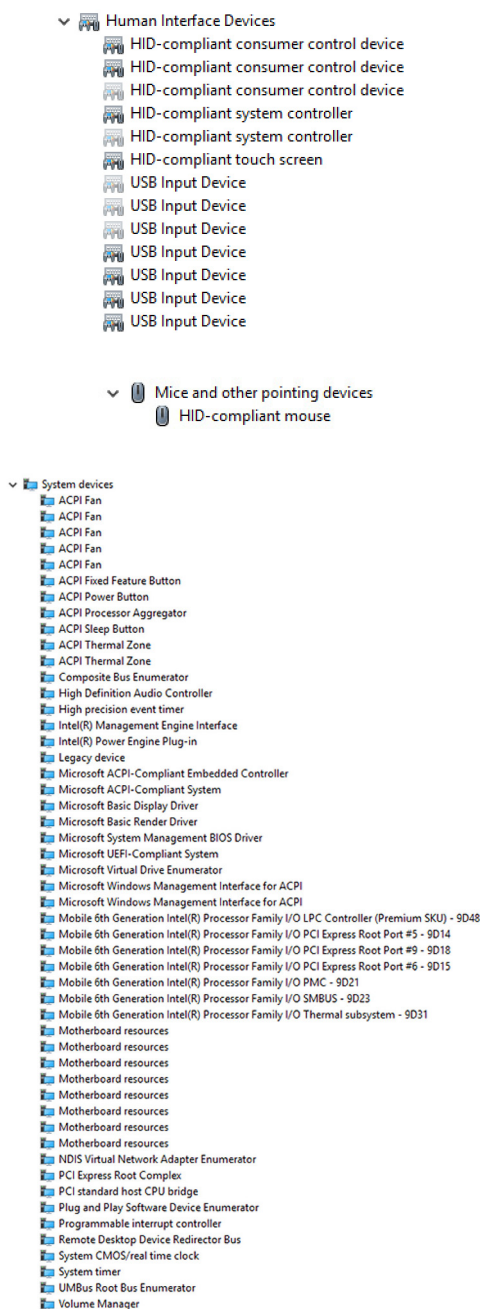 Human Interface Devices
HID-compliant consumer control device
HID-compliant consumer control device
HID-compliant consumer control device
HID-compliant system controller
HID-compliant system controller
HID-compliant touch screen
USB Input Device
USB Input Device
USB Input Device
USB Input Device
USB Input Device
USB Input Device
USB Input Device
Mice and other pointing devices
HID-compliant mouse
System devices
ACPI Fan
ACPI Fan
ACPI Fan
ACPI Fan
ACPI Fan
ACPI Fixed Feature Button
ACPI Power Button
ACPI Processor Aggregator
ACPI Sleep Button
ACPI Thermal Zone
ACPI Thermal Zone
Composite Bus Enumerator
High Definition Audio Controller
High precision event timer
Intel(R) Management Engine Interface
Intel(R) Power Engine Plug-in
Legacy device
Microsoft ACPI-Compliant Embedded Controller
Microsoft ACPI-Compliant System
Microsoft Basic Display Driver
Microsoft Basic Render Driver
Microsoft System Management BIOS Driver
Microsoft UEFI-Compliant System
Microsoft Virtual Drive Enumerator
Microsoft Windows Management Interface for ACPI
Microsoft Windows Management Interface for ACPI
Mobile 6th Generation Intel(R) Processor Family I/O LPC Controller (Premium SKU) - 9D48
Mobile 6th Generation Intel(R) Processor Family I/O PCI Express Root Port #5 - 9D14
Mobile 6th Generation Intel(R) Processor Family I/O PCI Express Root Port #9 - 9D18
Mobile 6th Generation Intel(R) Processor Family I/O PCI Express Root Port #6 - 9D15
Mobile 6th Generation Intel(R) Processor Family I/O PMC - 9D21
Mobile 6th Generation Intel(R) Processor Family I/O SMBUS - 9D23
Mobile 6th Generation Intel(R) Processor Family I/O Thermal subsystem - 9D31
Motherboard resources
Motherboard resources
Motherboard resources
Motherboard resources
Motherboard resources
Motherboard resources
Motherboard resources
Motherboard resources
NDIS Virtual Network Adapter Enumerator
PCI Express Root Complex
PCI standard host CPU bridge
Plug and Play Software Device Enumerator
Programmable interrupt controller
Remote Desktop Device Redirector Bus
System CMOS/real time clock
System timer
UMBus Root Bus Enumerator
Volume Manager